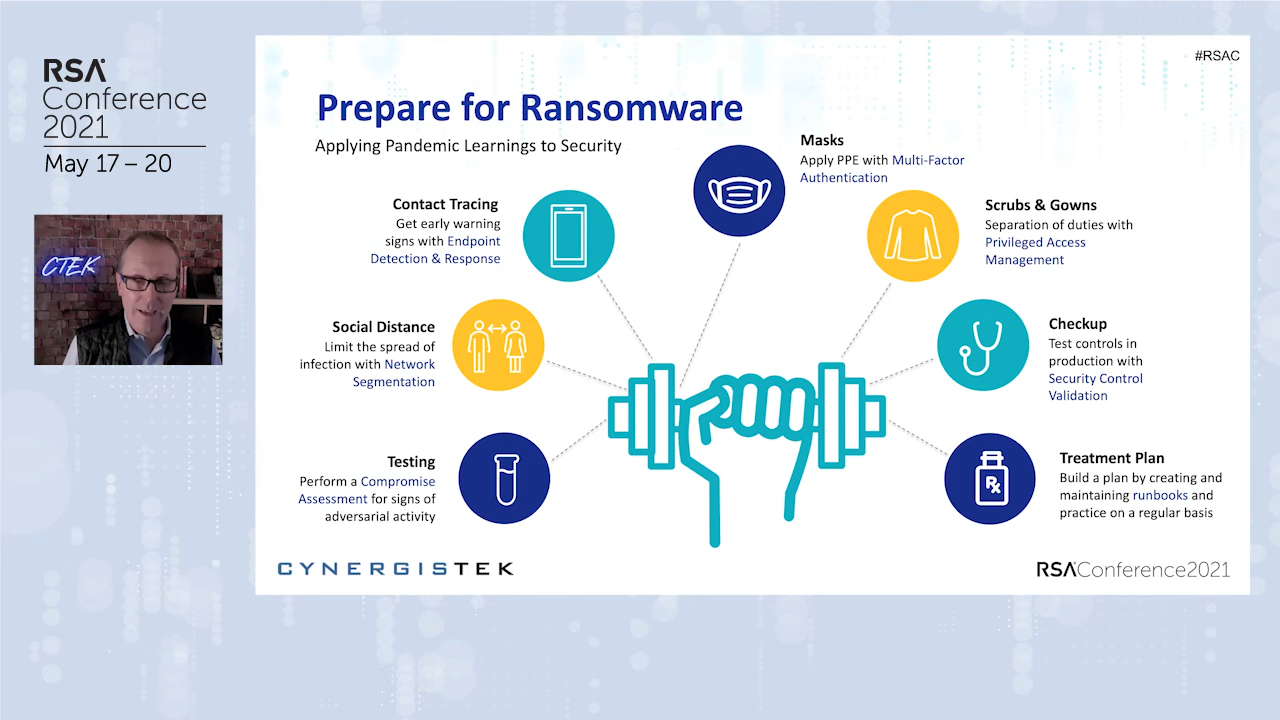 RSA
Conference
2021
May 17 – 20
CTEK
#RSAC
Prepare for Ransomware
Applying Pandemic Learnings to Security
Masks
Apply PPE with Multi-Factor
Authentication
Contact Tracing
Get early warning
signs with Endpoint
Detection & Response
Scrubs & Gowns
Separation of duties with
Privileged Access
Management
Social Distance
Limit the spread of
infection with Network
Segmentation
Checkup
Test controls in
production with
Security Control
Validation
Testing
Perform a Compromise
Assessment for signs of
adversarial activity
Rx
Treatment Plan
Build a plan by creating and
maintaining runbooks and
practice on a regular basis
CYNERGISTEK
RSAConference2021